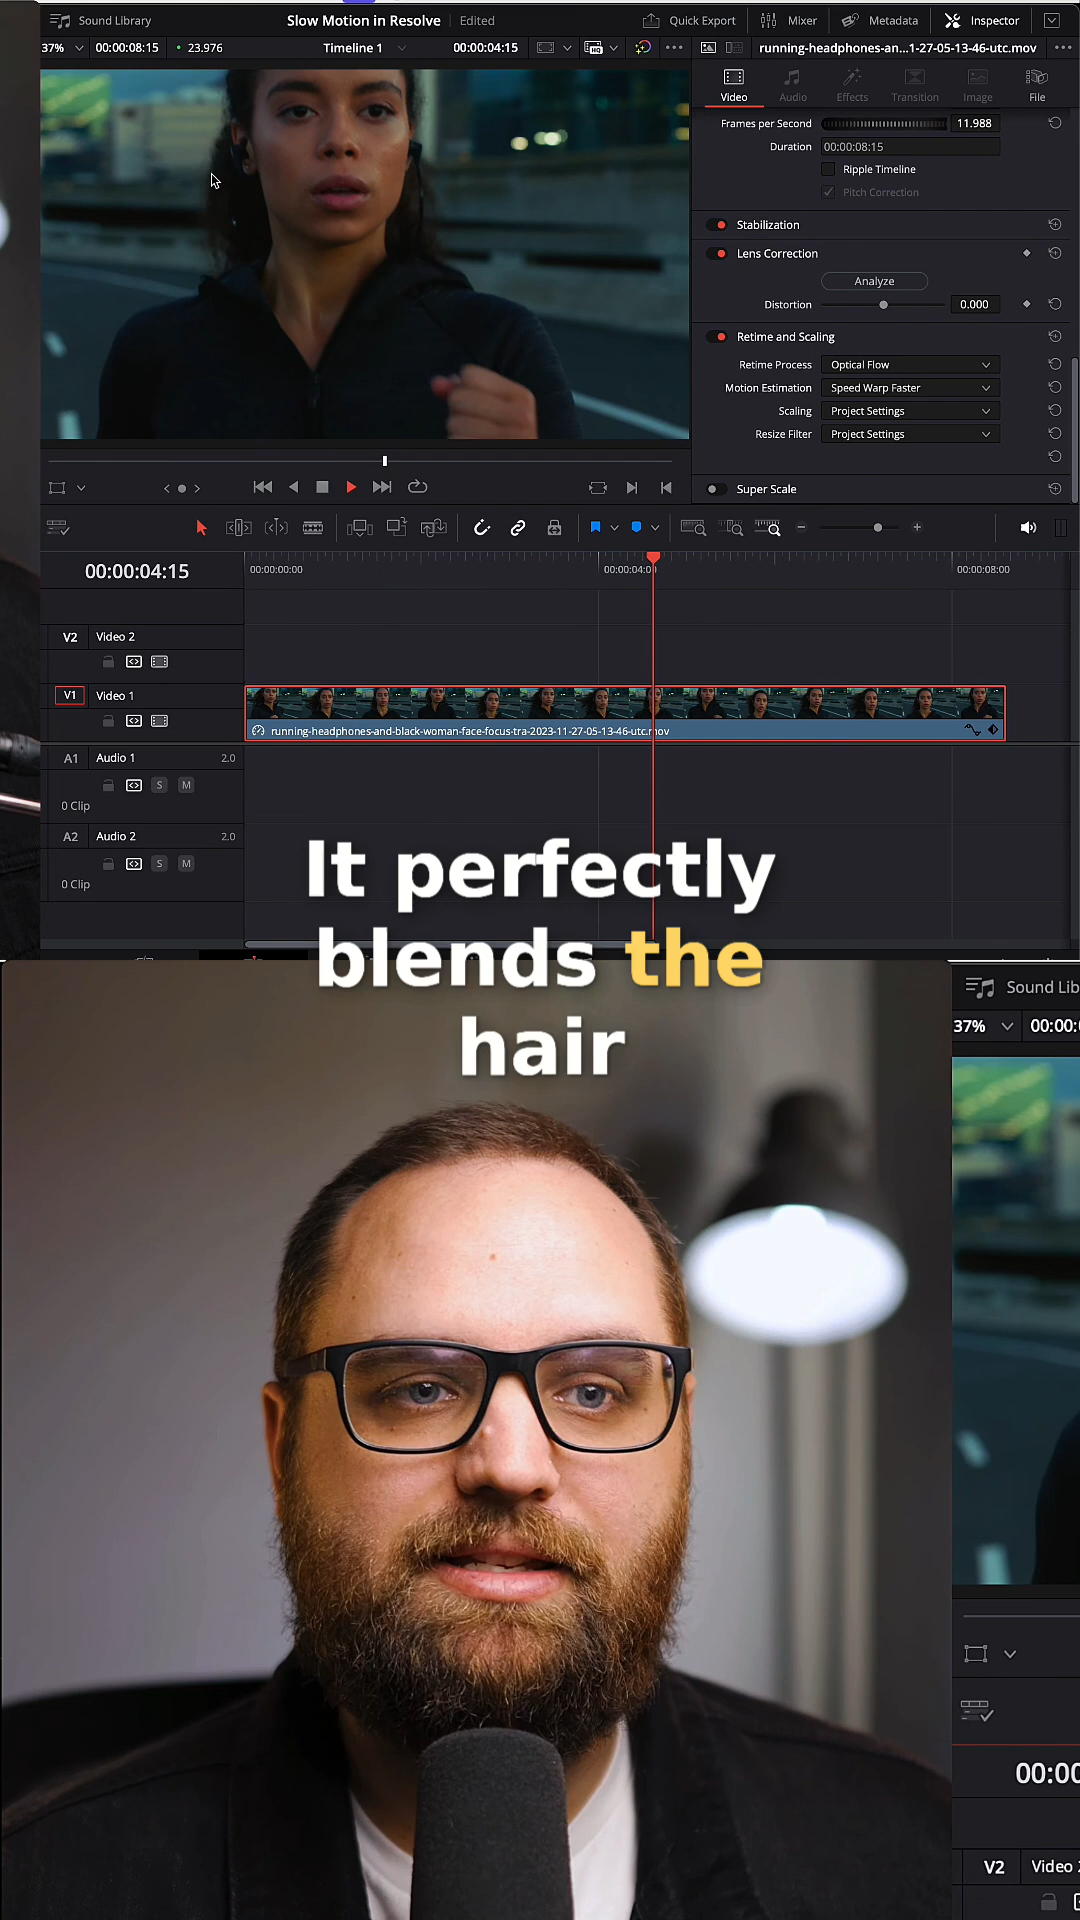 Sound Library Slow Motion in Resolve Edited Quick Export Mixer Metadata Inspector
37% 00:00:08:15 23.976 Timeline 1 00:00:04:15 running-headphones-an...1-27-05-13-46-utc.mov
Video Audio Effects Transition Image File
Frames per Second 11.988
Duration 00:00:08:15
Ripple Timeline
Pitch Correction
Stabilization
Lens Correction
Analyze
Distortion 0.000
Retime and Scaling
Retime Process Optical Flow
Motion Estimation Speed Warp Faster
Scaling Project Settings
Resize Filter Project Settings
Super Scale
00:00:04:15 00:00:00:00 00:00:04:0 00:00:08:00
V2 Video 2
V1 Video 1
running-headphones-and-black-woman-face-focus-tra-2023-11-27-05-13-46-utc.mov
A1 Audio 1 2.0
S M
0 Clip
A2 Audio 2 2.0
S M
0 Clip
It perfectly
blends the
hair
Sound Lib
37% 00:00:
00:00
V2 Video